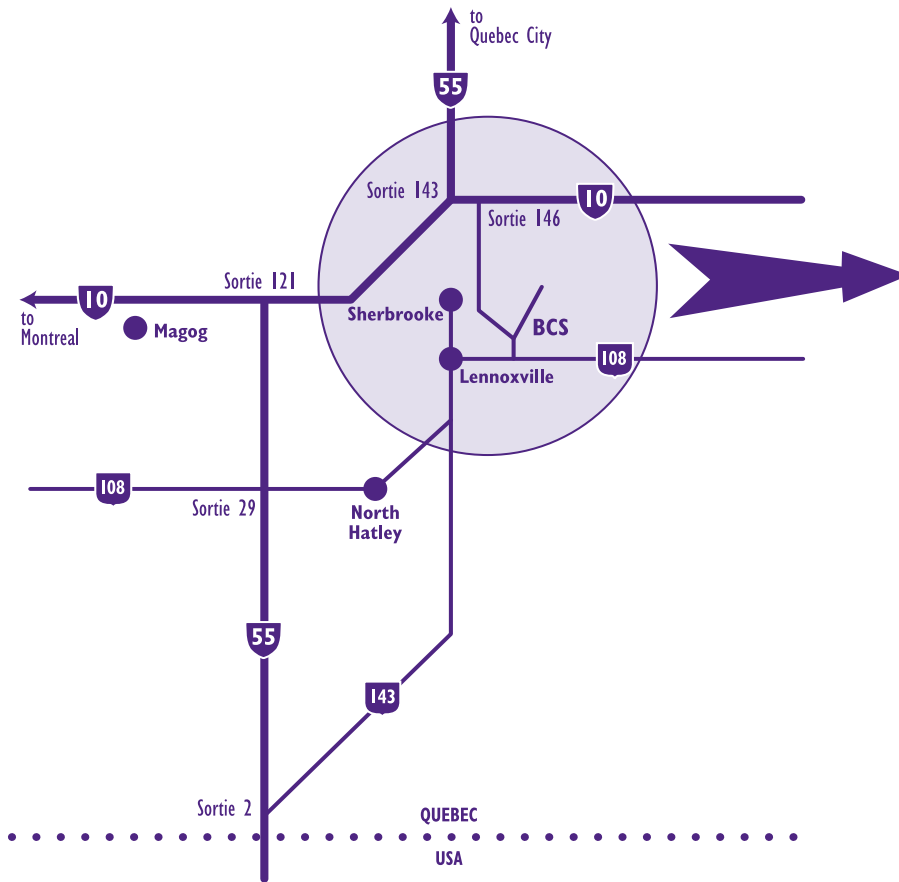 to
Quebec City
55
Sortie 143
10
Sortie 146
Sortie 121
10
to
Montreal
Magog
Sherbrooke
BCS
Lennoxville
108
108
Sortie 29
North
Hatley
55
143
Sortie 2
QUEBEC
USA